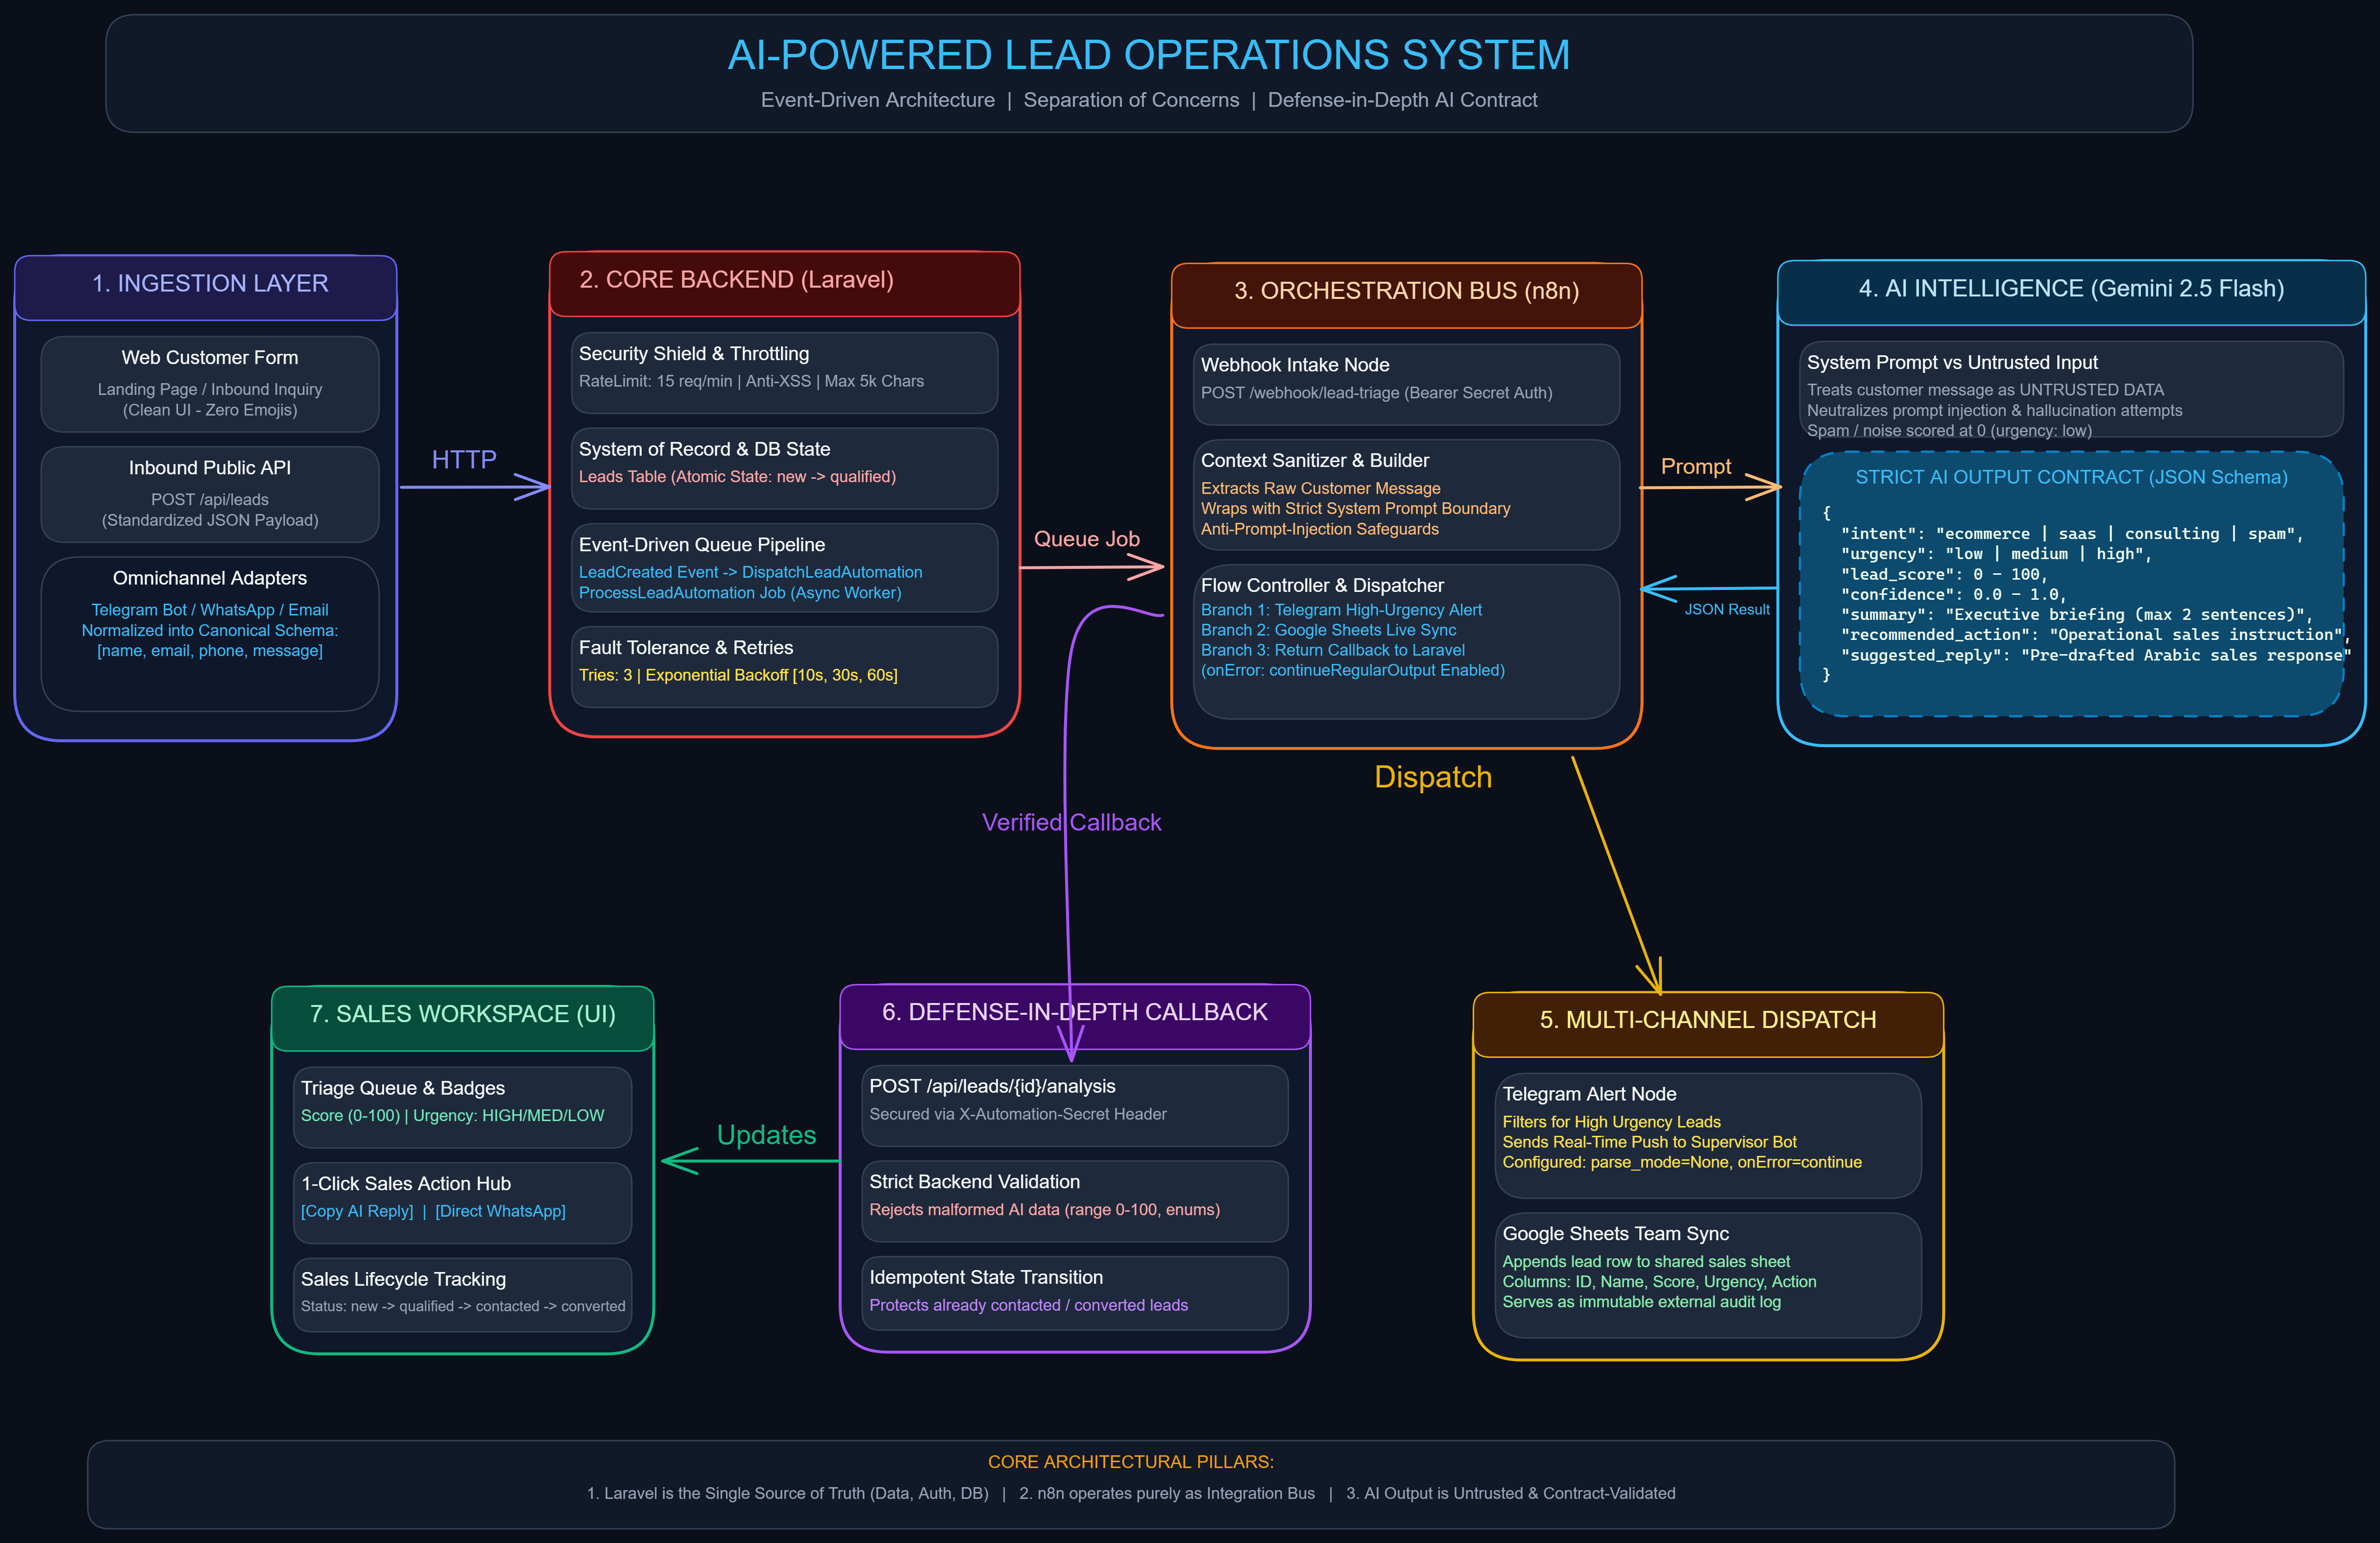 AI-POWERED LEAD OPERATIONS SYSTEM
Event-Driven Architecture | Separation of Concerns | Defense-in-Depth AI Contract
1. INGESTION LAYER
Web Customer Form
Landing Page / Inbound Inquiry
(Clean UI - Zero Emojis)
Inbound Public API
POST /api/leads
(Standardized JSON Payload)
Omnichannel Adapters
Telegram Bot / WhatsApp / Email
Normalized into Canonical Schema:
[name, email, phone, message]
HTTP
2. CORE BACKEND (Laravel)
Security Shield & Throttling
RateLimit: 15 req/min | Anti-XSS | Max 5k Chars
System of Record & DB State
Leads Table (Atomic State: new -> qualified)
Event-Driven Queue Pipeline
LeadCreated Event -> DispatchLeadAutomation
ProcessLeadAutomation Job (Async Worker)
Fault Tolerance & Retries
Tries: 3 | Exponential Backoff [10s, 30s, 60s]
Queue Job
3. ORCHESTRATION BUS (n8n)
Webhook Intake Node
POST /webhook/lead-triage (Bearer Secret Auth)
Context Sanitizer & Builder
Extracts Raw Customer Message
Wraps with Strict System Prompt Boundary
Anti-Prompt-Injection Safeguards
Flow Controller & Dispatcher
Branch 1: Telegram High-Urgency Alert
Branch 2: Google Sheets Live Sync
Branch 3: Return Callback to Laravel
(onError: continueRegularOutput Enabled)
Prompt
JSON Result
4. AI INTELLIGENCE (Gemini 2.5 Flash)
System Prompt vs Untrusted Input
Treats customer message as UNTRUSTED DATA
Neutralizes prompt injection & hallucination attempts
Spam / noise scored at 0 (urgency: low)
STRICT AI OUTPUT CONTRACT (JSON Schema)
{
"intent": "ecommerce | saas | consulting | spam",
"urgency": "low | medium | high",
"lead_score": 0 - 100,
"confidence": 0.0 - 1.0,
"summary": "Executive briefing (max 2 sentences)",
"recommended_action": "Operational sales instruction",
"suggested_reply": "Pre-drafted Arabic sales response"
}
Verified Callback
Dispatch
7. SALES WORKSPACE (UI)
Triage Queue & Badges
Score (0-100) | Urgency: HIGH/MED/LOW
1-Click Sales Action Hub
[Copy AI Reply] | [Direct WhatsApp]
Sales Lifecycle Tracking
Status: new -> qualified -> contacted -> converted
Updates
6. DEFENSE-IN-DEPTH CALLBACK
POST /api/leads/{id}/analysis
Secured via X-Automation-Secret Header
Strict Backend Validation
Rejects malformed AI data (range 0-100, enums)
Idempotent State Transition
Protects already contacted / converted leads
5. MULTI-CHANNEL DISPATCH
Telegram Alert Node
Filters for High Urgency Leads
Sends Real-Time Push to Supervisor Bot
Configured: parse_mode=None, onError=continue
Google Sheets Team Sync
Appends lead row to shared sales sheet
Columns: ID, Name, Score, Urgency, Action
Serves as immutable external audit log
CORE ARCHITECTURAL PILLARS:
1. Laravel is the Single Source of Truth (Data, Auth, DB) | 2. n8n operates purely as Integration Bus | 3. AI Output is Untrusted & Contract-Validated